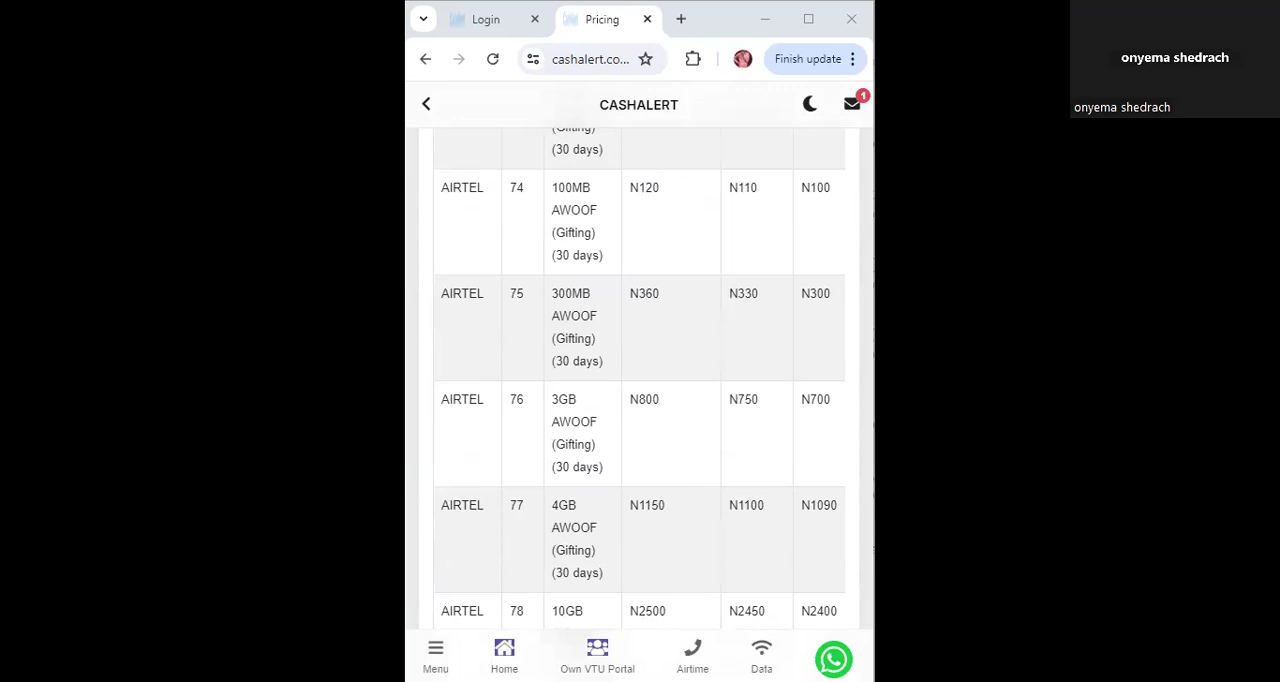 Login
Pricing
cashalert.co...
Finish update
CASHALERT
1
(Gifting)
(30 days)
AIRTEL 74 100MB N120 N110 N100
AWOOF
(Gifting)
(30 days)
AIRTEL 75 300MB N360 N330 N300
AWOOF
(Gifting)
(30 days)
AIRTEL 76 3GB N800 N750 N700
AWOOF
(Gifting)
(30 days)
AIRTEL 77 4GB N1150 N1100 N1090
AWOOF
(Gifting)
(30 days)
AIRTEL 78 10GB N2500 N2450 N2400
Menu Home Own VTU Portal Airtime Data
onyema shedrach
onyema shedrach